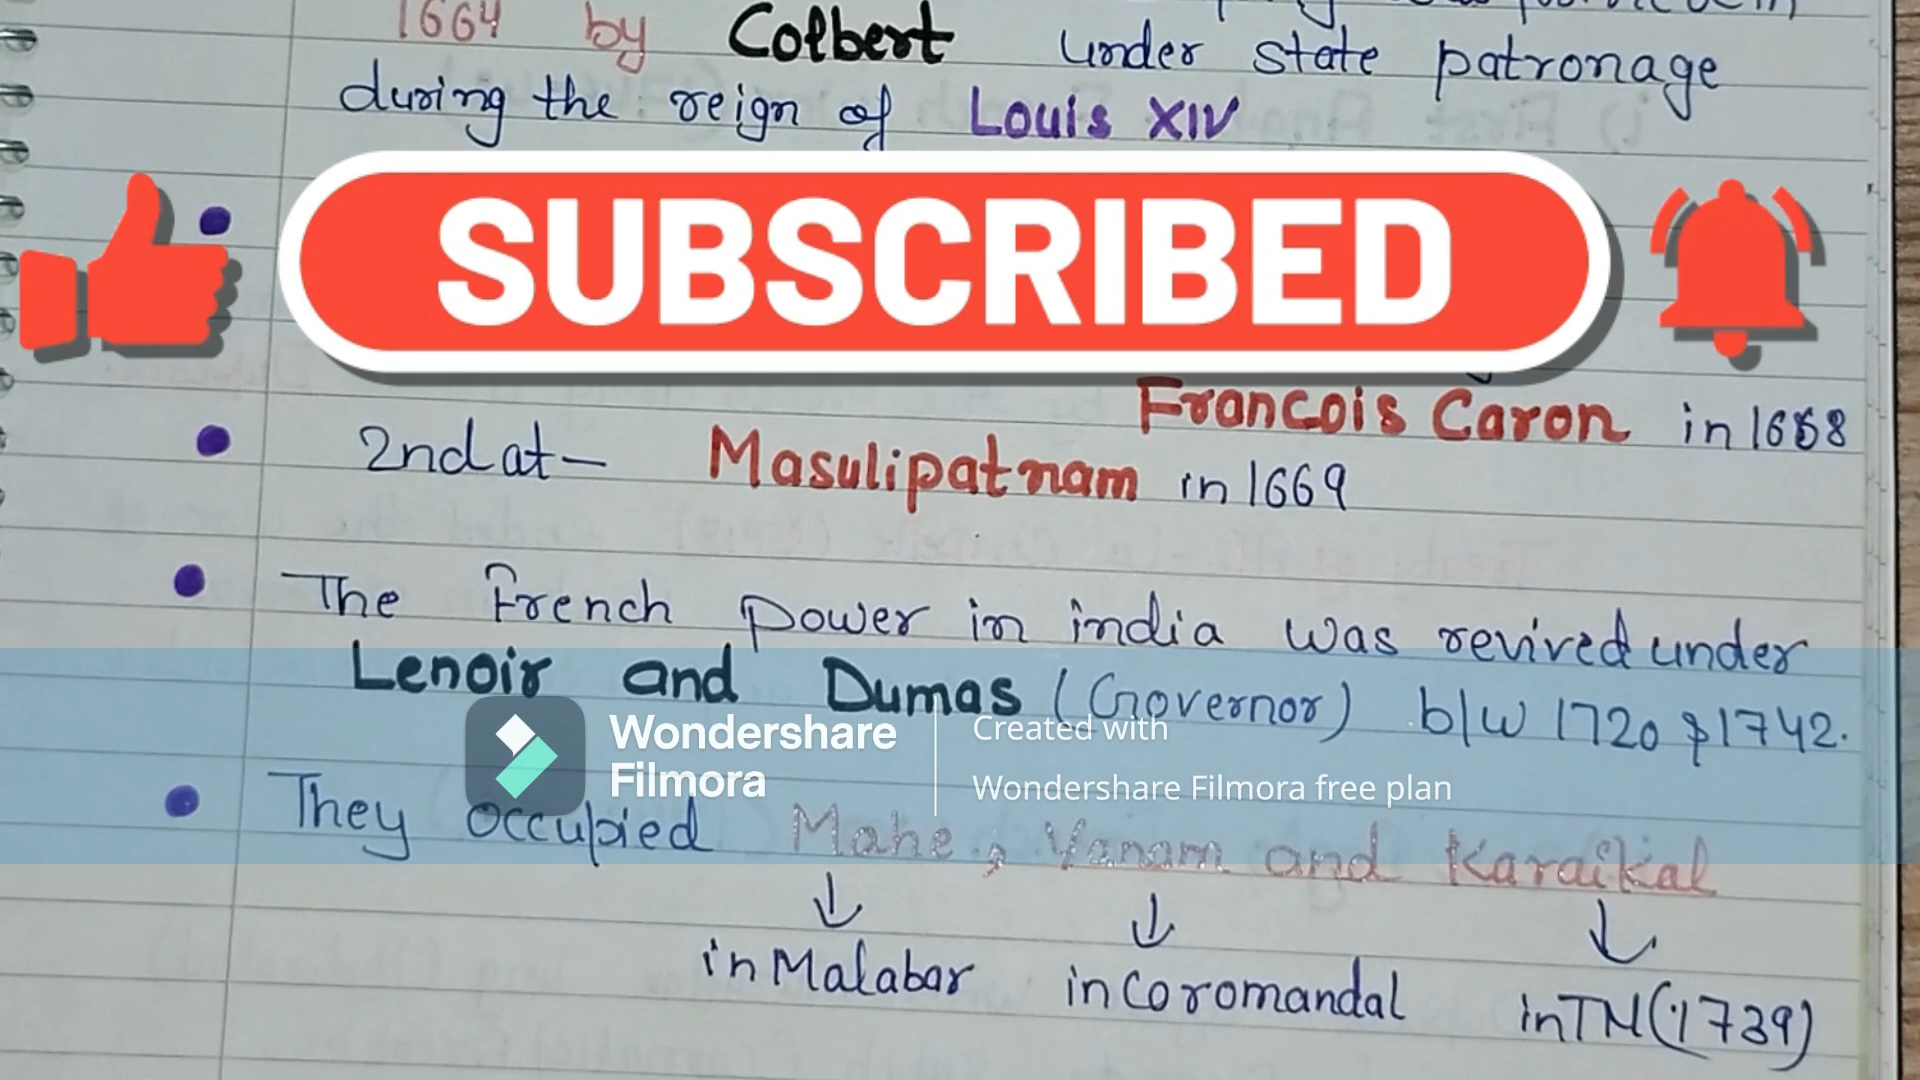 1664 by Colbert under state patronage
during the reign of Louis XIV
SUBSCRIBED
Francois Caron in 1668
2nd at - Masulipatnam in 1669
The French power in india was revived under
Lenoir and Dumas (Governor) b/w 1720 & 1742.
Wondershare
Filmora
Created with
Wondershare Filmora free plan
They occupied Mahe, Yanam and Karaikal
↓ ↓ ↓
in Malabar in Coromandal in TN (1739)